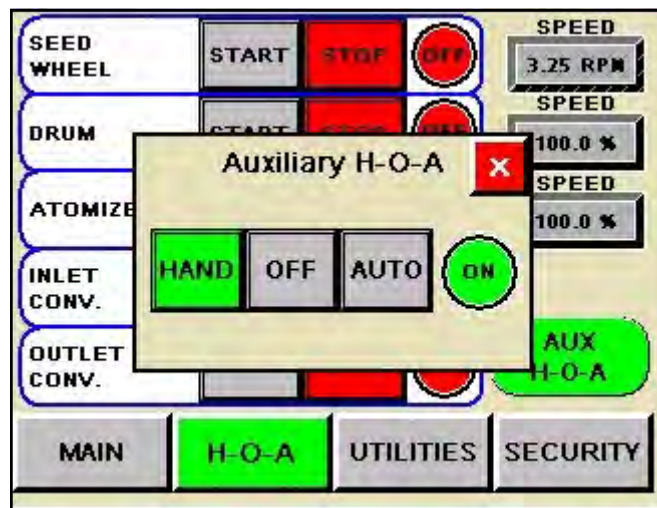 SEED
WHEEL
START
STOP
OFF
SPEED
3.25 RPM
DRUM
SPEED
100.0 %
Auxiliary H-O-A
X
ATOMIZE
SPEED
100.0 %
HAND
OFF
AUTO
ON
INLET
CONV.
OUTLET
CONV.
AUX
H-O-A
MAIN
H-O-A
UTILITIES
SECURITY